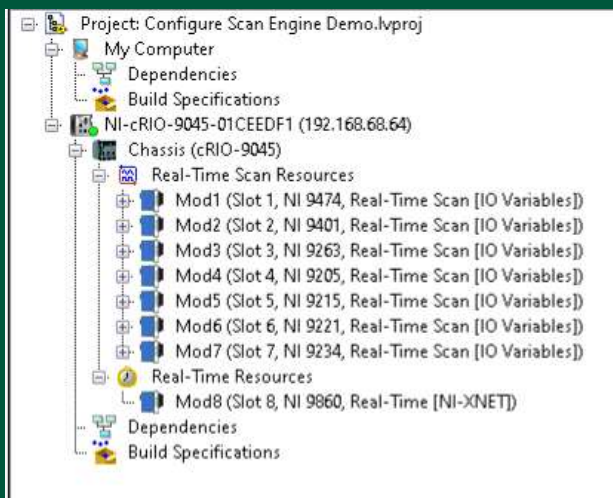 Project: Configure Scan Engine Demo.lvproj
My Computer
Dependencies
Build Specifications
NI-cRIO-9045-01CEEDF1 (192.168.68.64)
Chassis (cRIO-9045)
Real-Time Scan Resources
Mod1 (Slot 1, NI 9474, Real-Time Scan [IO Variables])
Mod2 (Slot 2, NI 9401, Real-Time Scan [IO Variables])
Mod3 (Slot 3, NI 9263, Real-Time Scan [IO Variables])
Mod4 (Slot 4, NI 9205, Real-Time Scan [IO Variables])
Mod5 (Slot 5, NI 9215, Real-Time Scan [IO Variables])
Mod6 (Slot 6, NI 9221, Real-Time Scan [IO Variables])
Mod7 (Slot 7, NI 9234, Real-Time Scan [IO Variables])
Real-Time Resources
Mod8 (Slot 8, NI 9860, Real-Time [NI-XNET])
Dependencies
Build Specifications